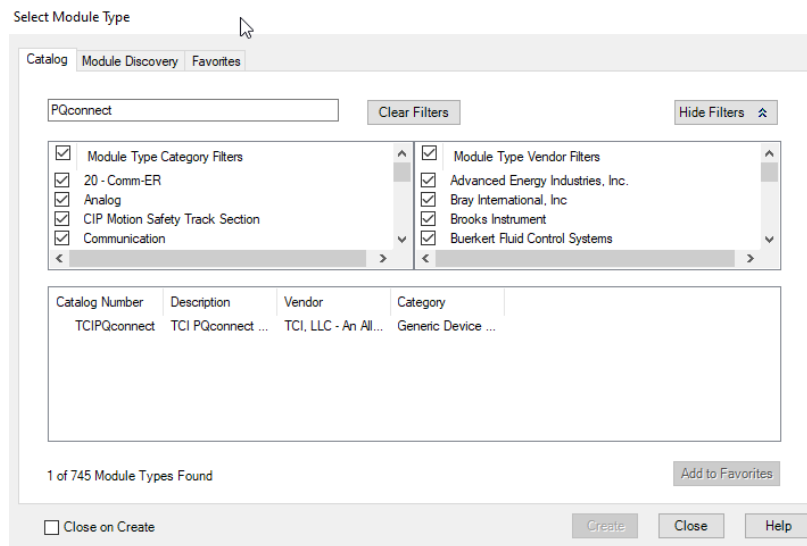 Select Module Type
Catalog Module Discovery Favorites
PQconnect Clear Filters Hide Filters
Module Type Category Filters
20 - Comm-ER
Analog
CIP Motion Safety Track Section
Communication
Module Type Vendor Filters
Advanced Energy Industries, Inc.
Bray International, Inc
Brooks Instrument
Buerkert Fluid Control Systems
Catalog Number Description Vendor Category
TCIPQconnect TCI PQconnect ... TCI, LLC - An All... Generic Device ...
1 of 745 Module Types Found
Add to Favorites
Close on Create Create Close Help